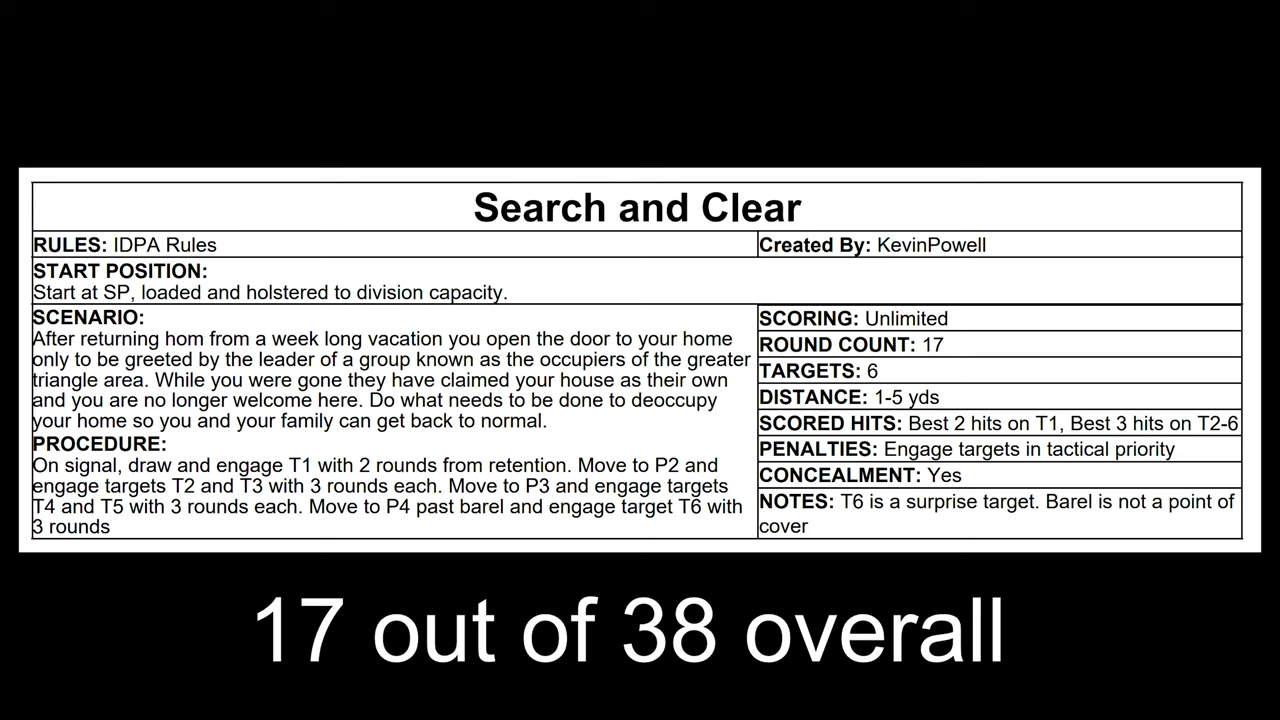 Search and Clear
RULES: IDPA Rules
Created By: KevinPowell
START POSITION:
Start at SP, loaded and holstered to division capacity.
SCENARIO:
After returning hom from a week long vacation you open the door to your home
only to be greeted by the leader of a group known as the occupiers of the greater
triangle area. While you were gone they have claimed your house as their own
and you are no longer welcome here. Do what needs to be done to deoccupy
your home so you and your family can get back to normal.
PROCEDURE:
On signal, draw and engage T1 with 2 rounds from retention. Move to P2 and
engage targets T2 and T3 with 3 rounds each. Move to P3 and engage targets
T4 and T5 with 3 rounds each. Move to P4 past barel and engage target T6 with
3 rounds
SCORING: Unlimited
ROUND COUNT: 17
TARGETS: 6
DISTANCE: 1-5 yds
SCORED HITS: Best 2 hits on T1, Best 3 hits on T2-6
PENALTIES: Engage targets in tactical priority
CONCEALMENT: Yes
NOTES: T6 is a surprise target. Barel is not a point of
cover
17 out of 38 overall